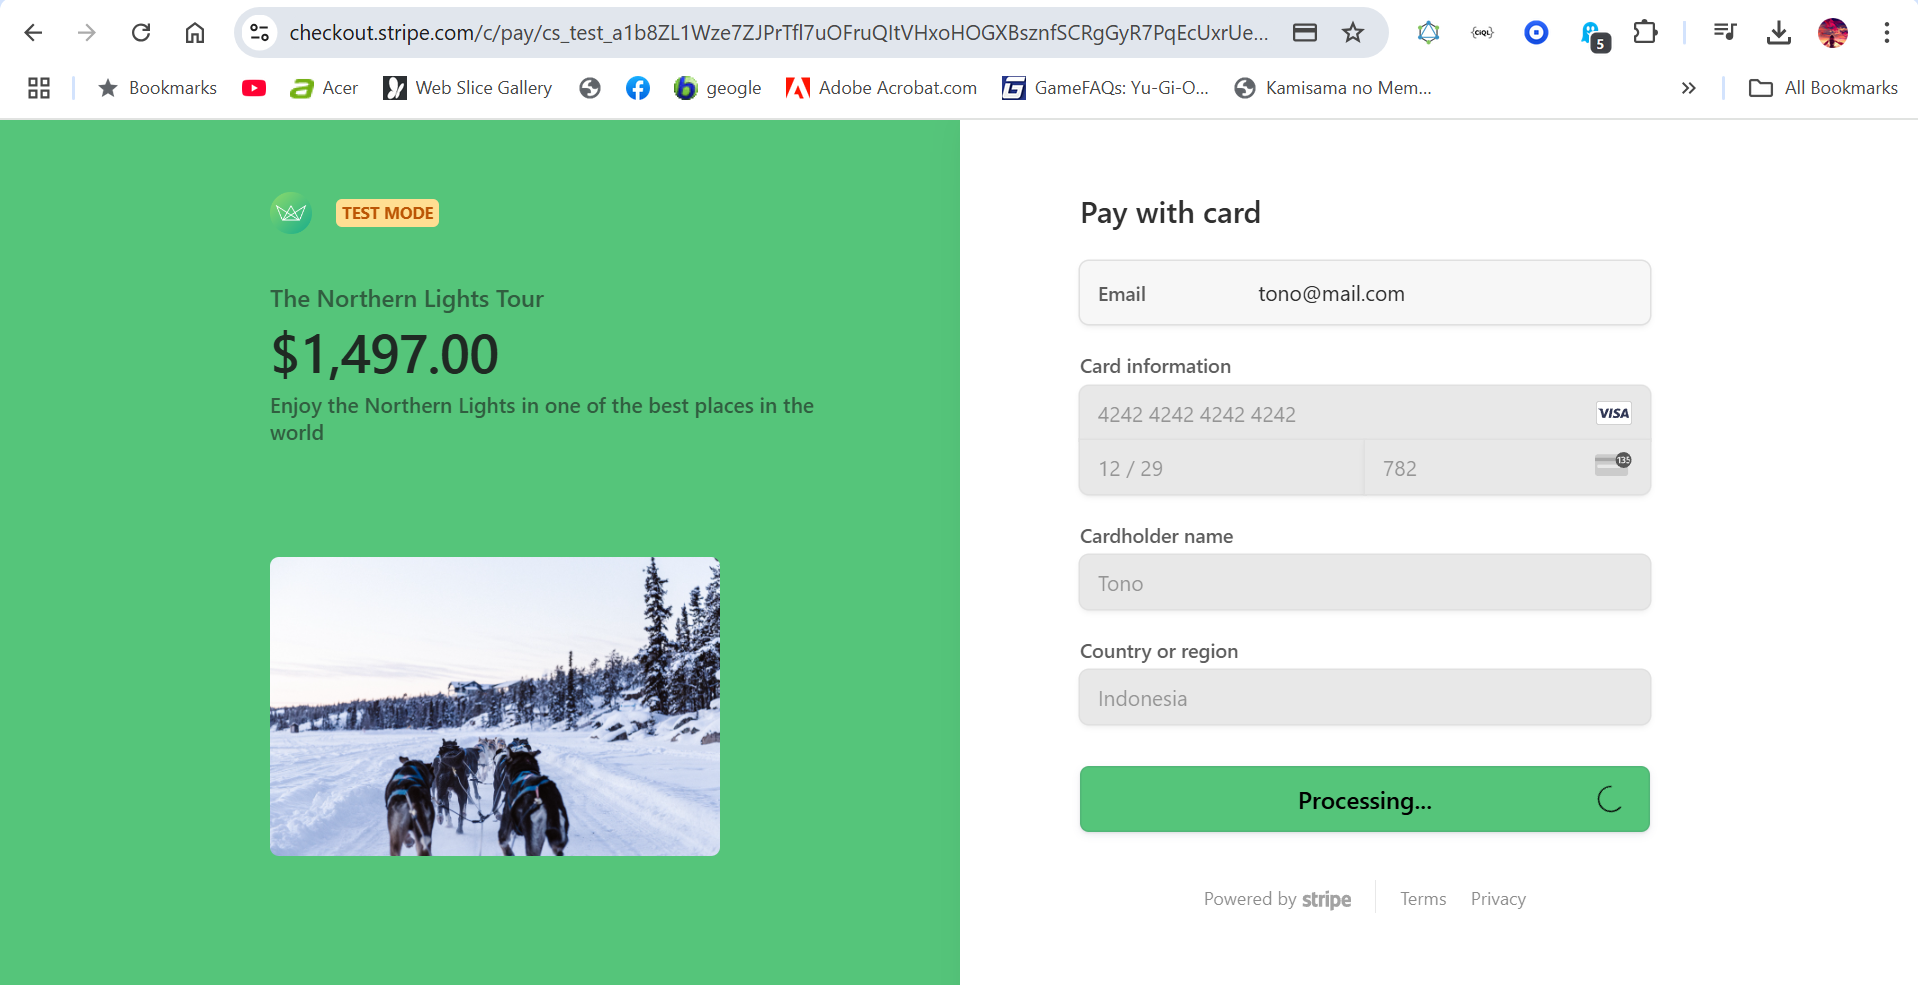 checkout.stripe.com/c/pay/cs_test_a1b8ZL1Wze7ZJPrTfl7uOFruQItVHxoHOGXBsznfSCRgGyR7PqEcUxrUe...
CIQL
5
Bookmarks
Acer
Web Slice Gallery
geogle
Adobe Acrobat.com
GameFAQs: Yu-Gi-O...
Kamisama no Mem...
All Bookmarks
TEST MODE
The Northern Lights Tour
$1,497.00
Enjoy the Northern Lights in one of the best places in the
world
Pay with card
Email
tono@mail.com
Card information
4242 4242 4242 4242
VISA
12 / 29
782
135
Cardholder name
Tono
Country or region
Indonesia
Processing...
Powered by stripe
Terms
Privacy